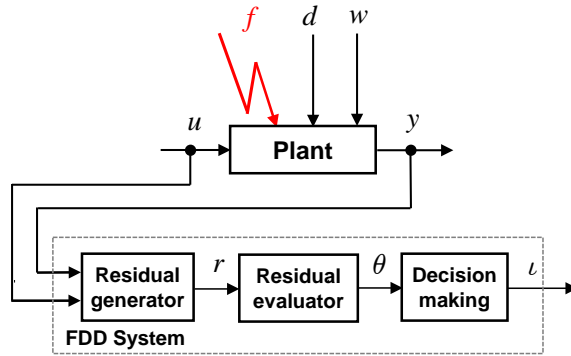 f d w
u y
Plant
Residual
generator
r
Residual
evaluator
θ
Decision
making
ι
FDD System